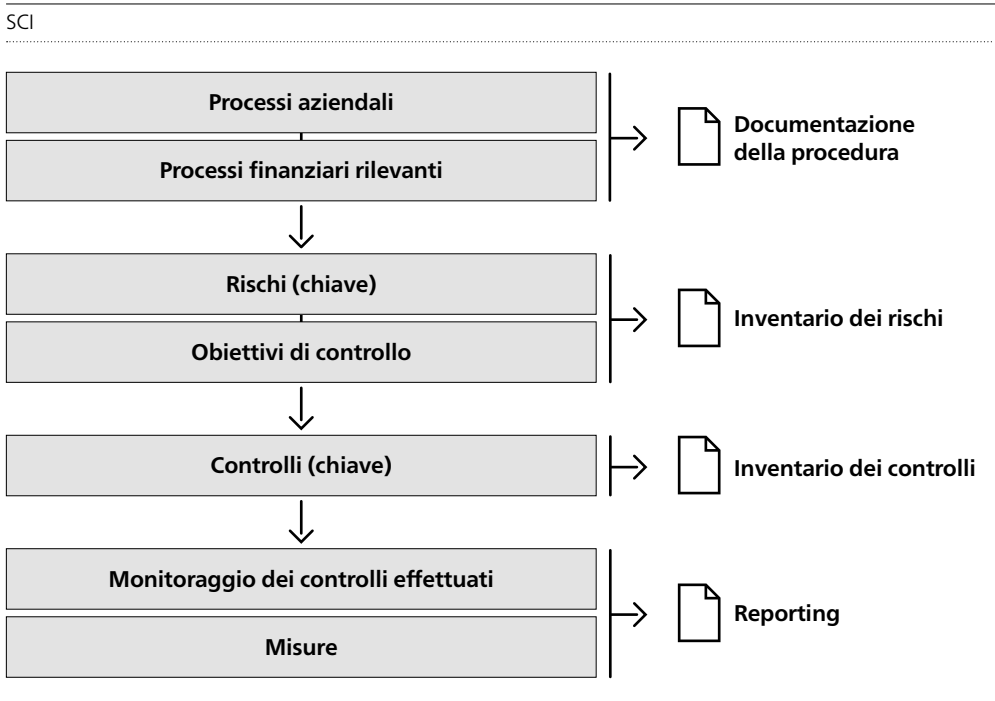 SCI
Processi aziendali
Processi finanziari rilevanti
Documentazione
della procedura
Rischi (chiave)
Obiettivi di controllo
Inventario dei rischi
Controlli (chiave)
Inventario dei controlli
Monitoraggio dei controlli effettuati
Misure
Reporting